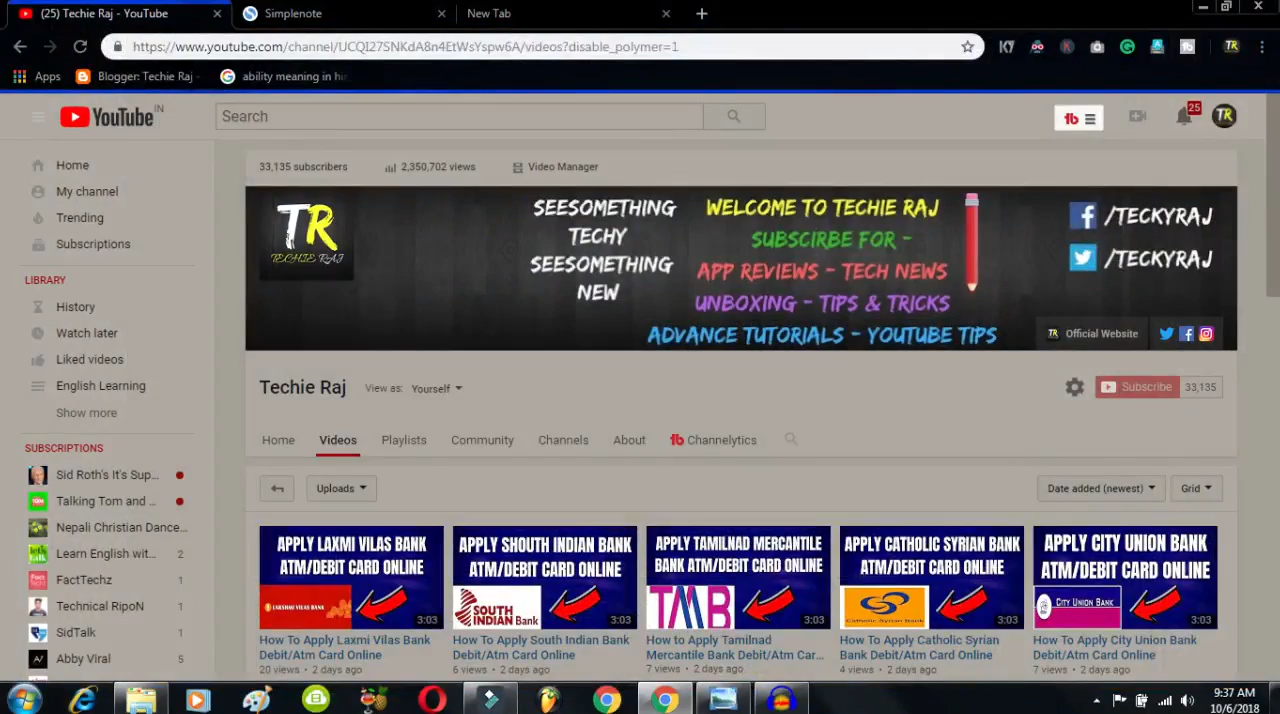 (25) Techie Raj - YouTube
Simplenote
New Tab
https://www.youtube.com/channel/UCQI27SNKdA8n4EtWsYspw6A/videos?disable_polymer=1
Apps
Blogger: Techie Raj -
ability meaning in hin
YouTube IN
Search
25
TR
33,135 subscribers
2,350,702 views
Video Manager
Home
My channel
Trending
Subscriptions
LIBRARY
History
Watch later
Liked videos
English Learning
Show more
SUBSCRIPTIONS
Sid Roth's It's Sup...
Talking Tom and ...
Nepali Christian Dance...
Learn English wit... 2
FactTechz 1
Technical RipoN 1
SidTalk 1
Abby Viral 5
TR
TECHIE RAJ
SEESOMETHING
TECHY
SEESOMETHING
NEW
WELCOME TO TECHIE RAJ
SUBSCIRBE FOR -
APP REVIEWS - TECH NEWS
UNBOXING - TIPS & TRICKS
ADVANCE TUTORIALS - YOUTUBE TIPS
/TECKYRAJ
/TECKYRAJ
Official Website
Techie Raj
View as: Yourself
Subscribe 33,135
Home
Videos
Playlists
Community
Channels
About
Channelytics
Uploads
Date added (newest)
Grid
APPLY LAXMI VILAS BANK
ATM/DEBIT CARD ONLINE
LAKSHMI VILAS BANK
3:03
How To Apply Laxmi Vilas Bank
Debit/Atm Card Online
20 views • 2 days ago
APPLY SHOUTH INDIAN BANK
ATM/DEBIT CARD ONLINE
SOUTH
INDIAN Bank
3:03
How To Apply South Indian Bank
Debit/Atm Card Online
6 views • 2 days ago
APPLY TAMILNAD MERCANTILE
BANK ATM/DEBIT CARD ONLINE
TMB
3:03
How to Apply Tamilnad
Mercantile Bank Debit/Atm Car...
7 views • 2 days ago
APPLY CATHOLIC SYRIAN BANK
ATM/DEBIT CARD ONLINE
Catholic Syrian Bank
3:03
How To Apply Catholic Syrian
Bank Debit/Atm Card Online
4 views • 2 days ago
APPLY CITY UNION BANK
ATM/DEBIT CARD ONLINE
CITY UNION BANK
3:03
How To Apply City Union Bank
Debit/Atm Card Online
7 views • 2 days ago
9:37 AM
10/6/2018